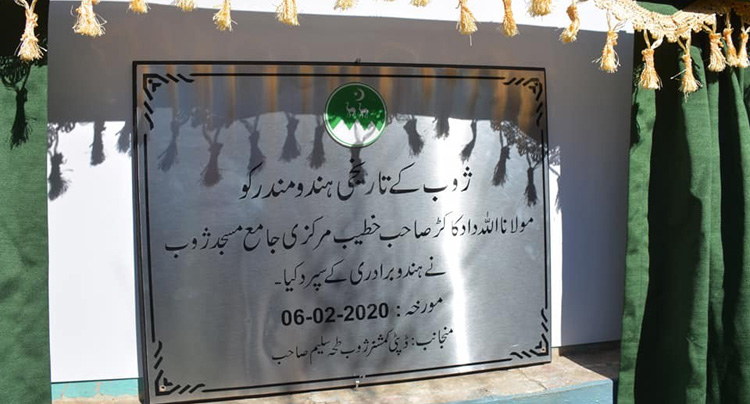 ژوب کے تاریخی ہندو مندر کو
مولانا اللہ داد کاکڑ صاحب خطیب مرکزی جامع مسجد ژوب
نے ہندو برادری کے سپرد کیا۔
مورخہ : 06-02-2020
منجانب: ڈپٹی کمشنر ژوب طحہ سلیم صاحب